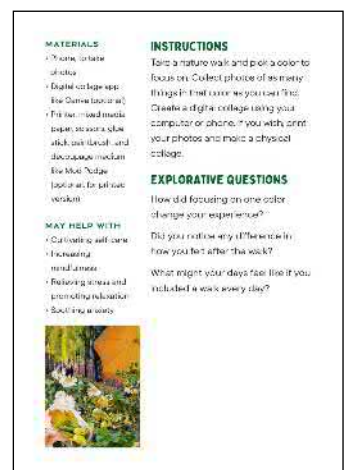 MATERIALS
• Phone, to take
photos
• Digital collage app
like Canva (optional)
• Printer, mixed media
paper, scissors, glue
stick, paintbrush, and
decoupage medium
like Mod Podge
(optional, for printed
version)
MAY HELP WITH
• Cultivating self-care
• Increasing
mindfulness
• Relieving stress and
promoting relaxation
• Soothing anxiety
INSTRUCTIONS
Take a nature walk and pick a color to
focus on. Collect photos of as many
things in that color as you can find.
Create a digital collage using your
computer or phone. If you wish, print
your photos and make a physical
collage.
EXPLORATIVE QUESTIONS
How did focusing on one color
change your experience?
Did you notice any difference in
how you felt after the walk?
What might your days feel like if you
included a walk every day?